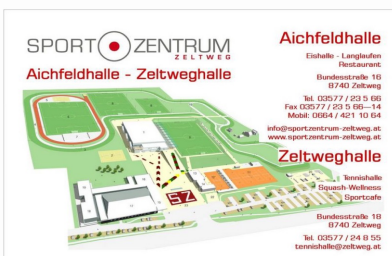 SPORT ZENTRUM
ZELTWEG
Aichfeldhalle - Zeltweghalle
Aichfeldhalle
Eishalle - Langlaufen
Restaurant
Bundesstraße 16
8740 Zeltweg
Tel. 03577 / 23 5 66
Fax 03577 / 23 5 66—14
Mobil: 0664 / 421 10 64
info@sportzentrum-zeltweg.at
www.sportzentrum-zeltweg.at
Zeltweghalle
Tennishalle
Squash-Wellness
Sportcafe
Bundesstraße 18
8740 Zeltweg
Tel. 03577 / 24 8 55
tennishalle@zeltweg.at
SZ